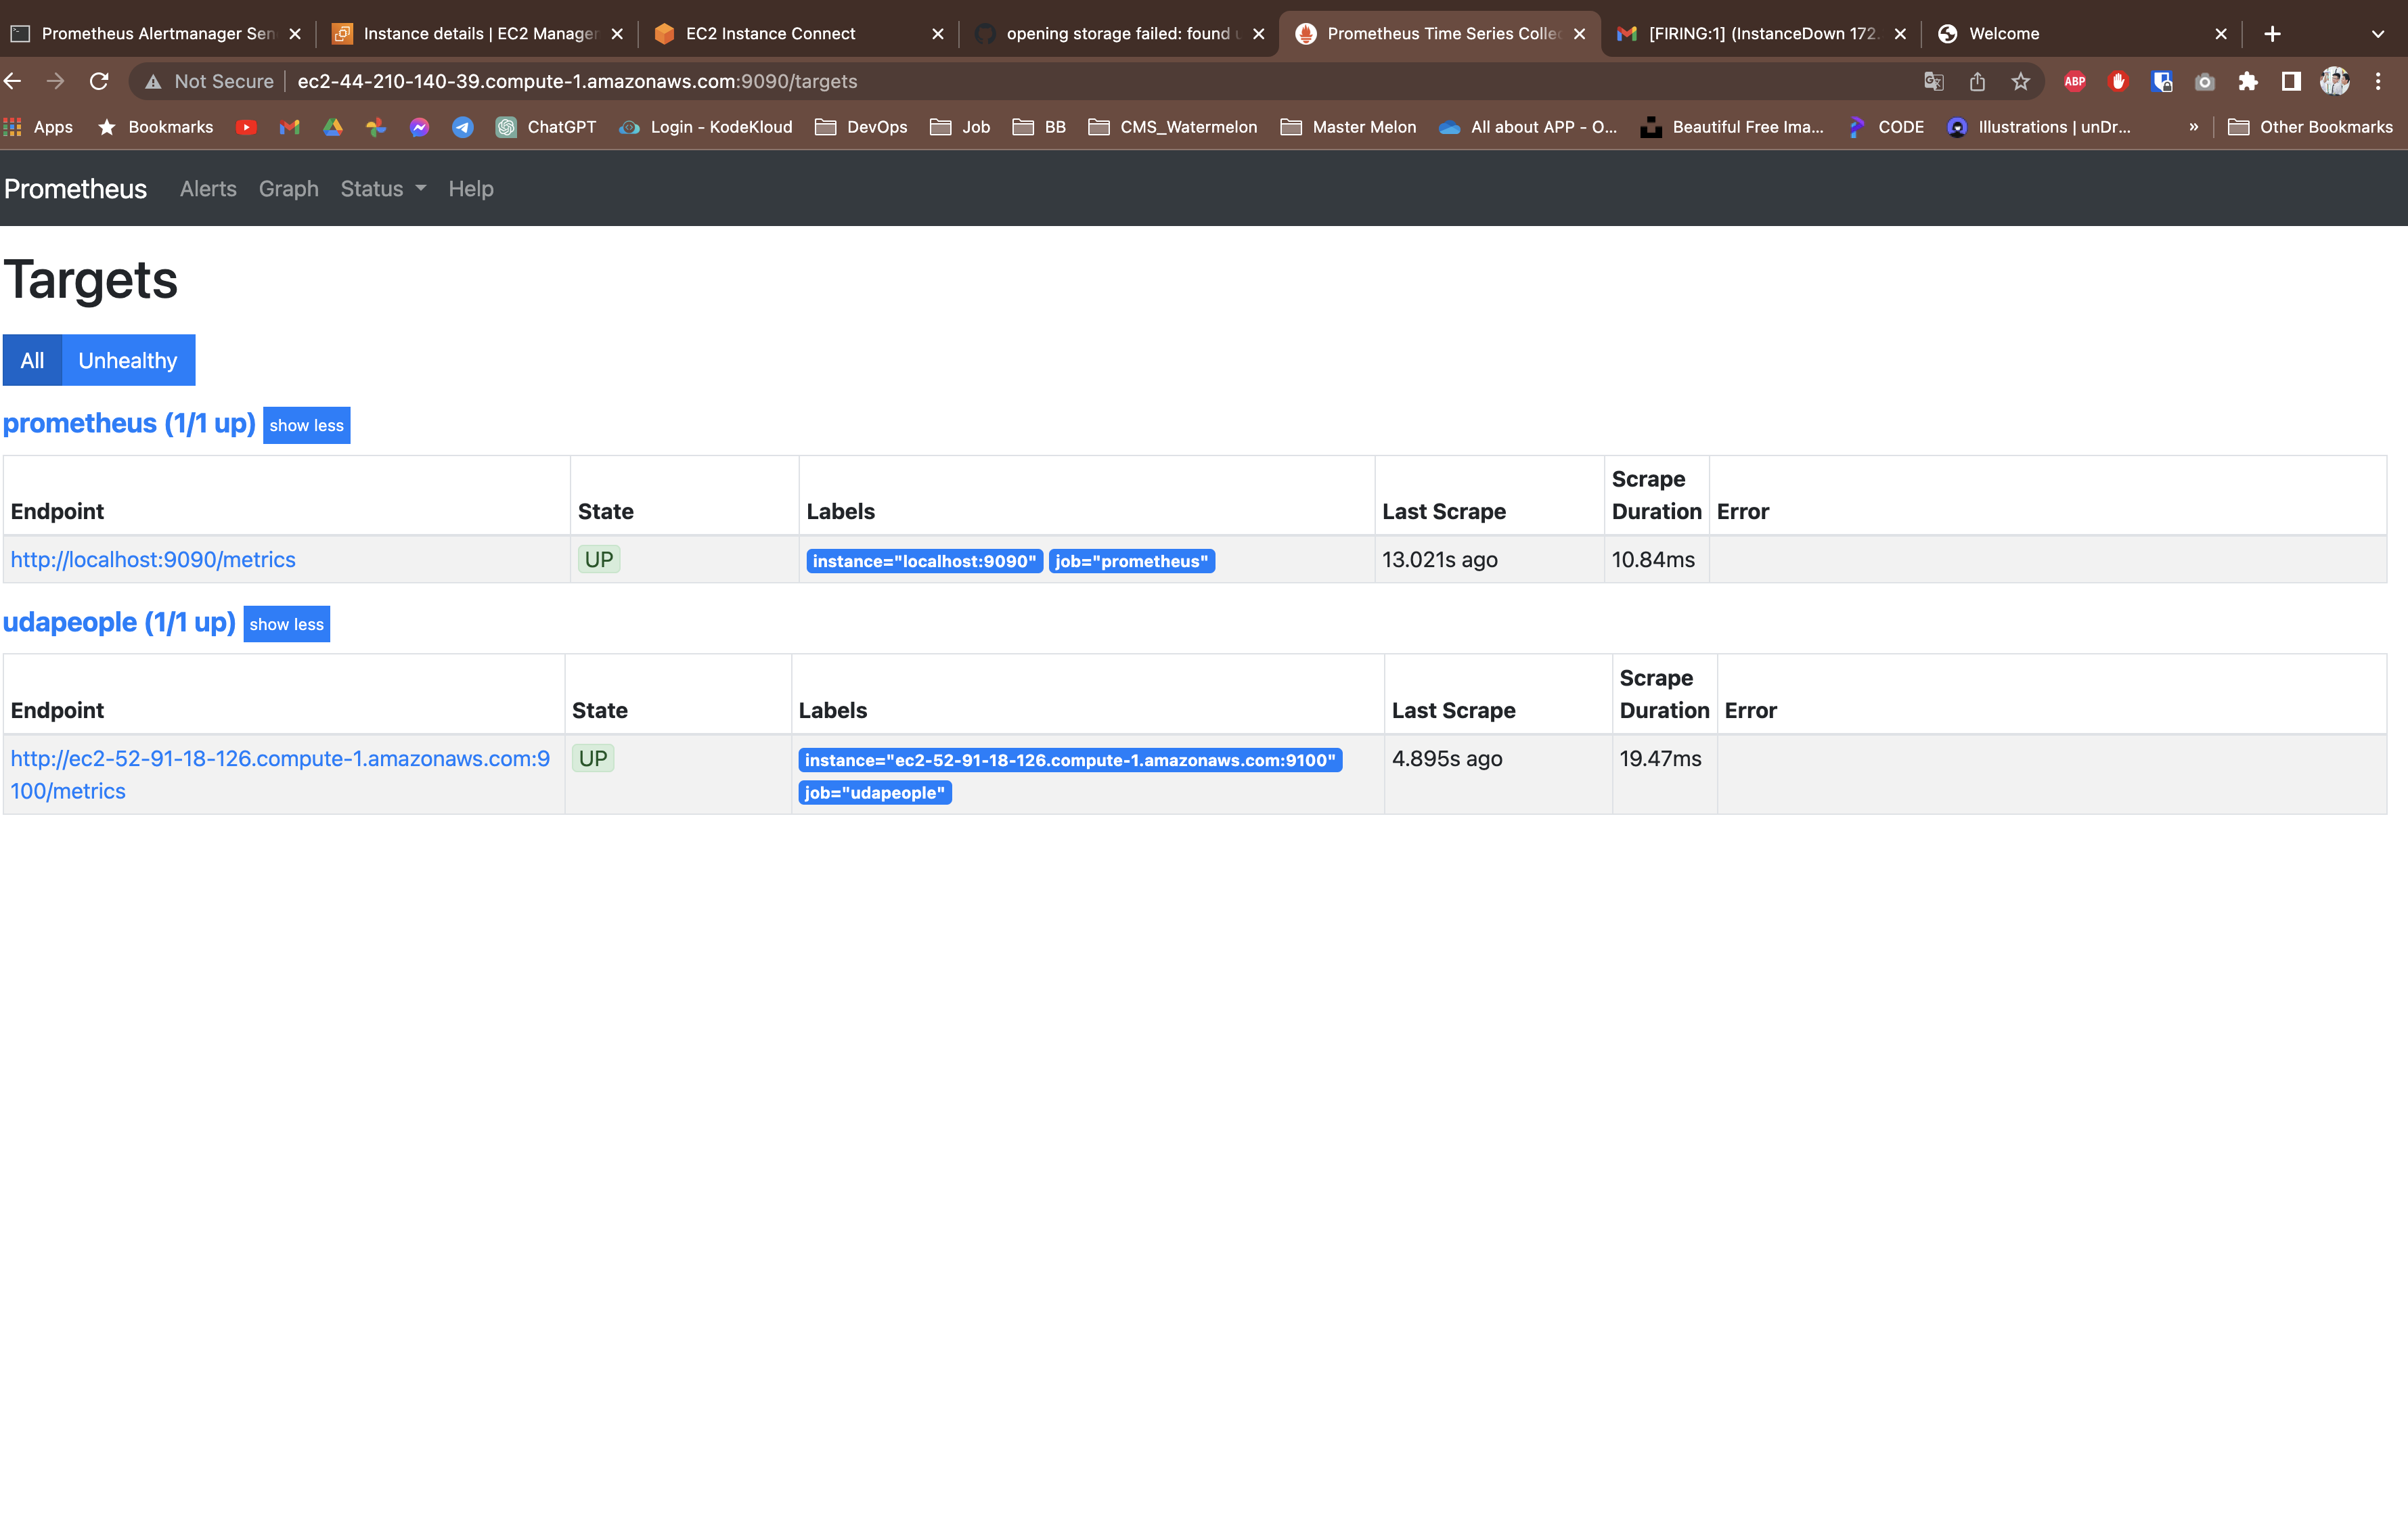 Prometheus Alertmanager Sen
Instance details | EC2 Manager
EC2 Instance Connect
opening storage failed: found u
Prometheus Time Series Collec
[FIRING:1] (InstanceDown 172.
Welcome
Not Secure
ec2-44-210-140-39.compute-1.amazonaws.com:9090/targets
ABP
Apps
Bookmarks
ChatGPT
Login - KodeKloud
DevOps
Job
BB
CMS_Watermelon
Master Melon
All about APP - O...
Beautiful Free Ima...
CODE
Illustrations | unDr...
»
Other Bookmarks
Prometheus
Alerts
Graph
Status
Help
Targets
All
Unhealthy
prometheus (1/1 up)
show less
Endpoint
State
Labels
Last Scrape
Scrape
Duration
Error
http://localhost:9090/metrics
UP
instance="localhost:9090"
job="prometheus"
13.021s ago
10.84ms
udapeople (1/1 up)
show less
Endpoint
State
Labels
Last Scrape
Scrape
Duration
Error
http://ec2-52-91-18-126.compute-1.amazonaws.com:9
100/metrics
UP
instance="ec2-52-91-18-126.compute-1.amazonaws.com:9100"
job="udapeople"
4.895s ago
19.47ms